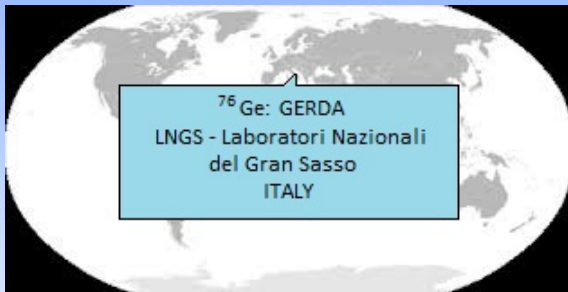 ⁷⁶Ge: GERDA
LNGS - Laboratori Nazionali
del Gran Sasso
ITALY